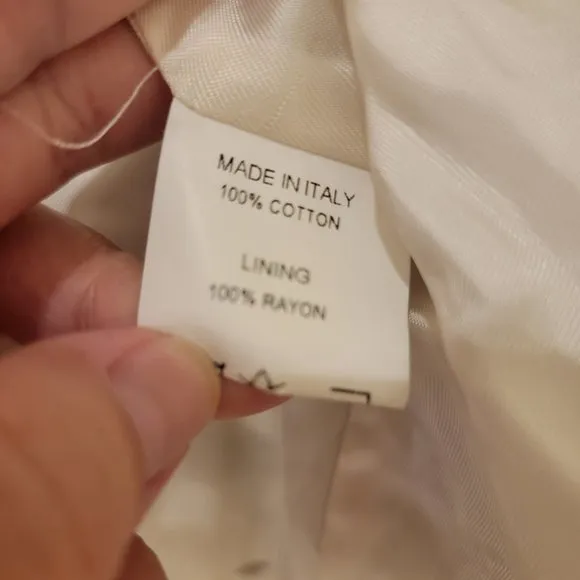 MADE IN ITALY
100% COTTON
LINING
100% RAYON